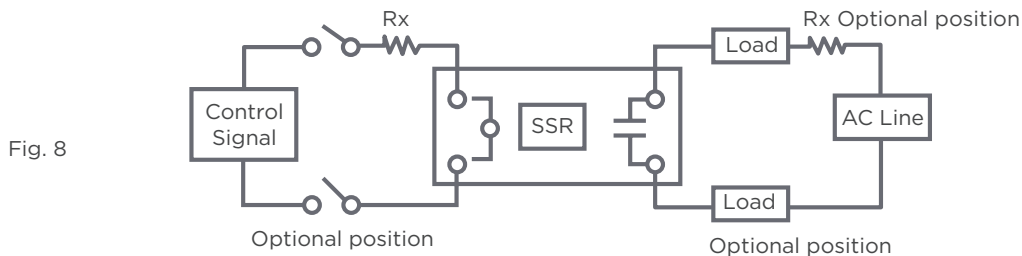 Rx
Rx Optional position
Load
Control
Signal
SSR
AC Line
Fig. 8
Load
Optional position
Optional position